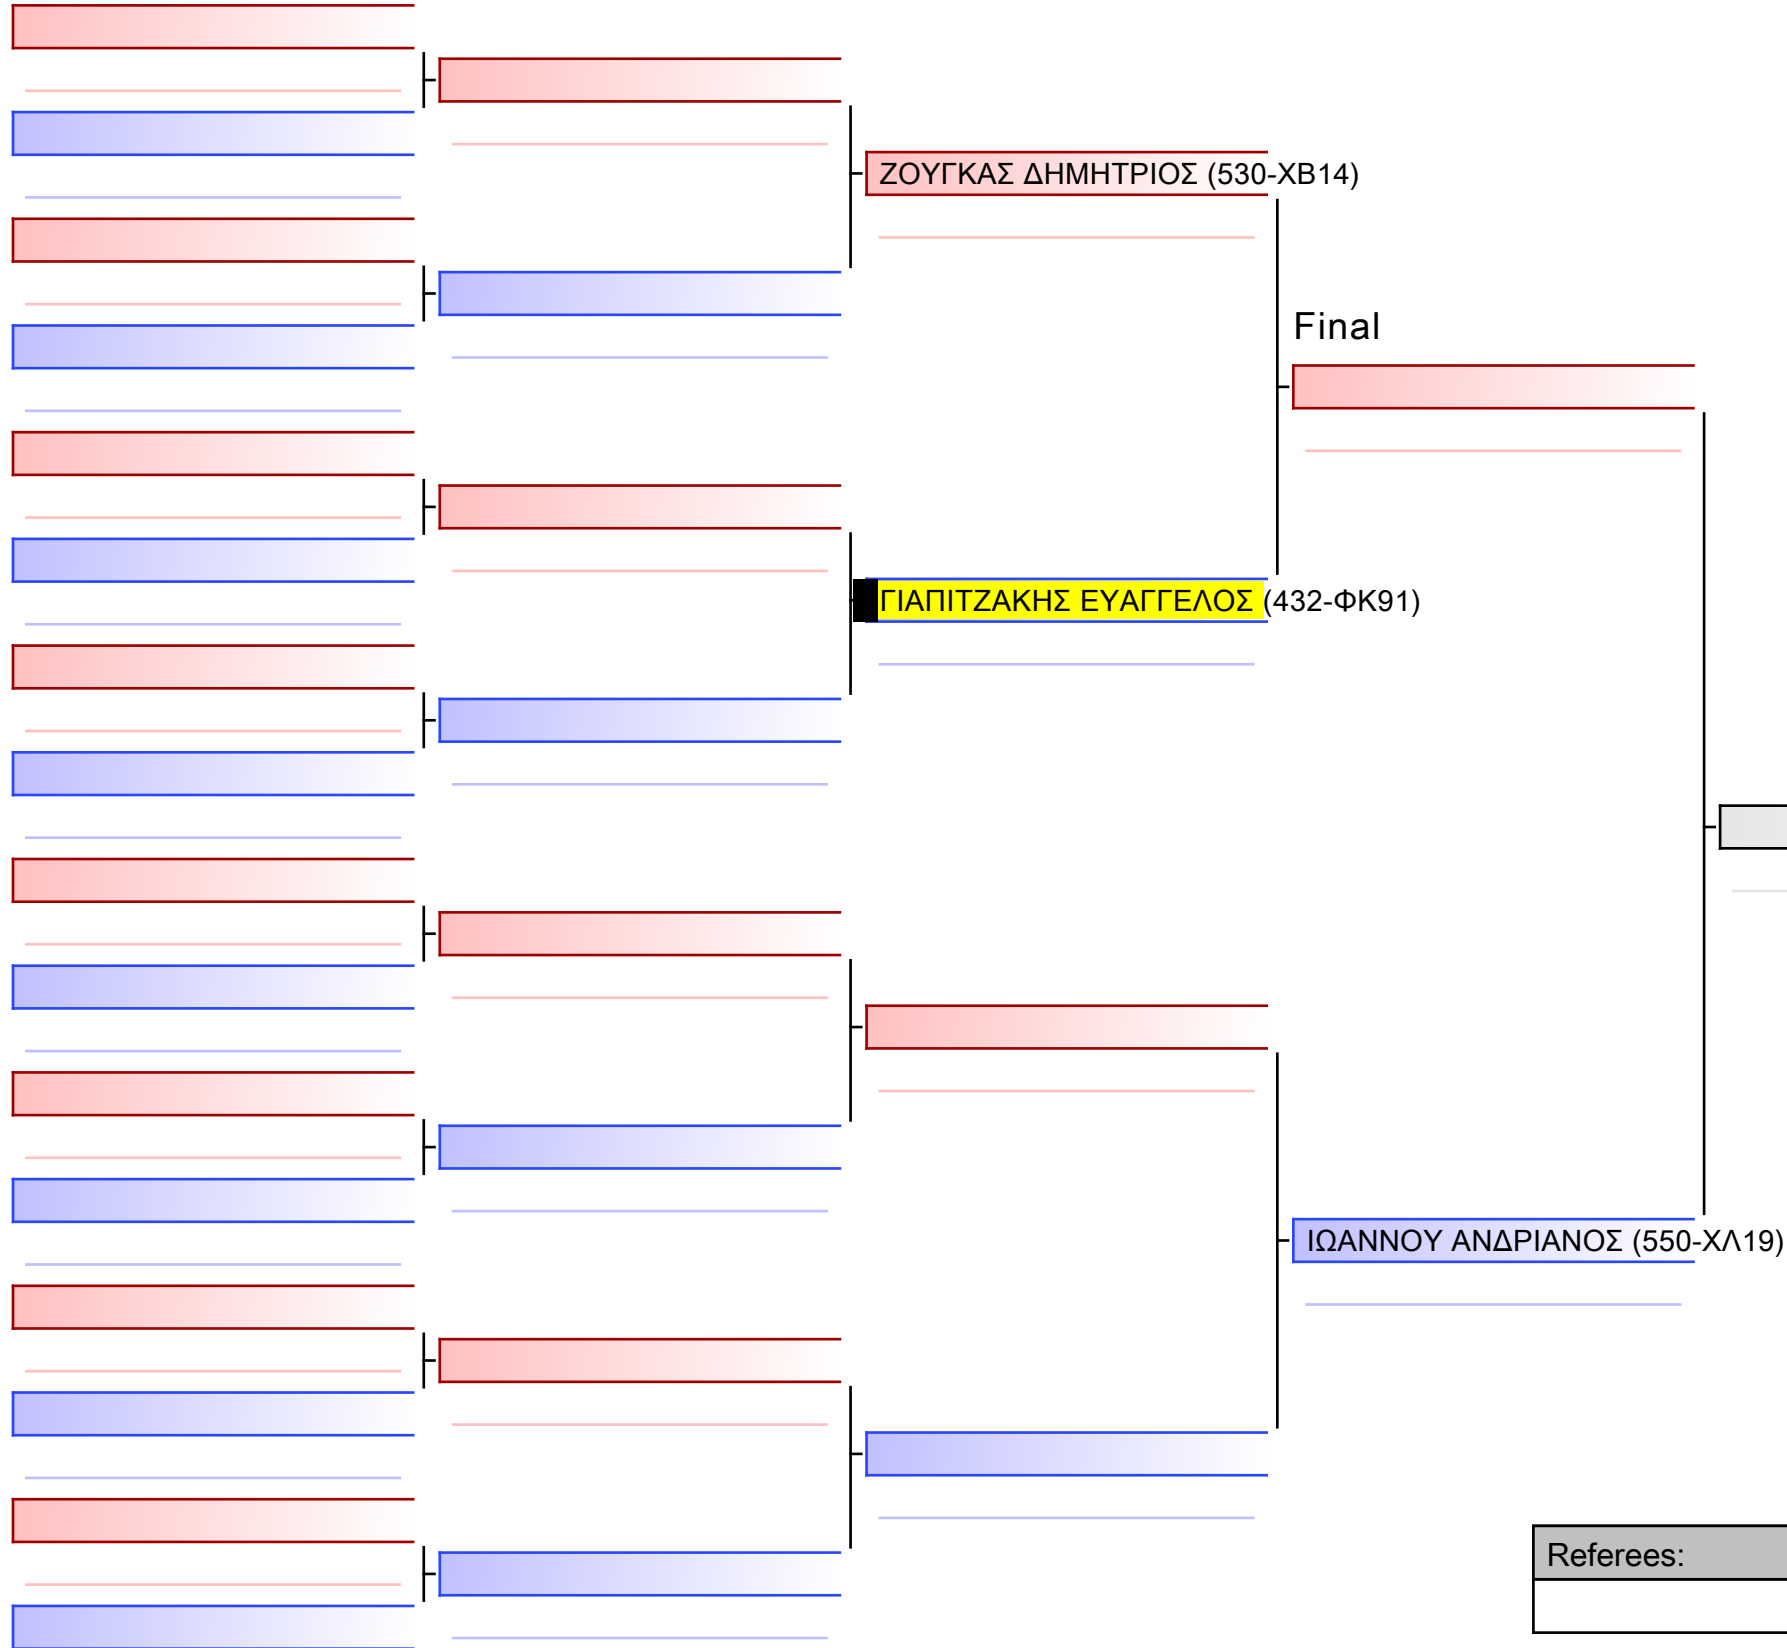 ΖΟΥΓΚΑΣ ΔΗΜΗΤΡΙΟΣ (530-ΧΒ14)
Final
ΓΙΑΠΙΤΖΑΚΗΣ ΕΥΑΓΓΕΛΟΣ (432-ΦΚ91)
ΙΩΑΝΝΟΥ ΑΝΔΡΙΑΝΟΣ (550-ΧΛ19)
Referees: